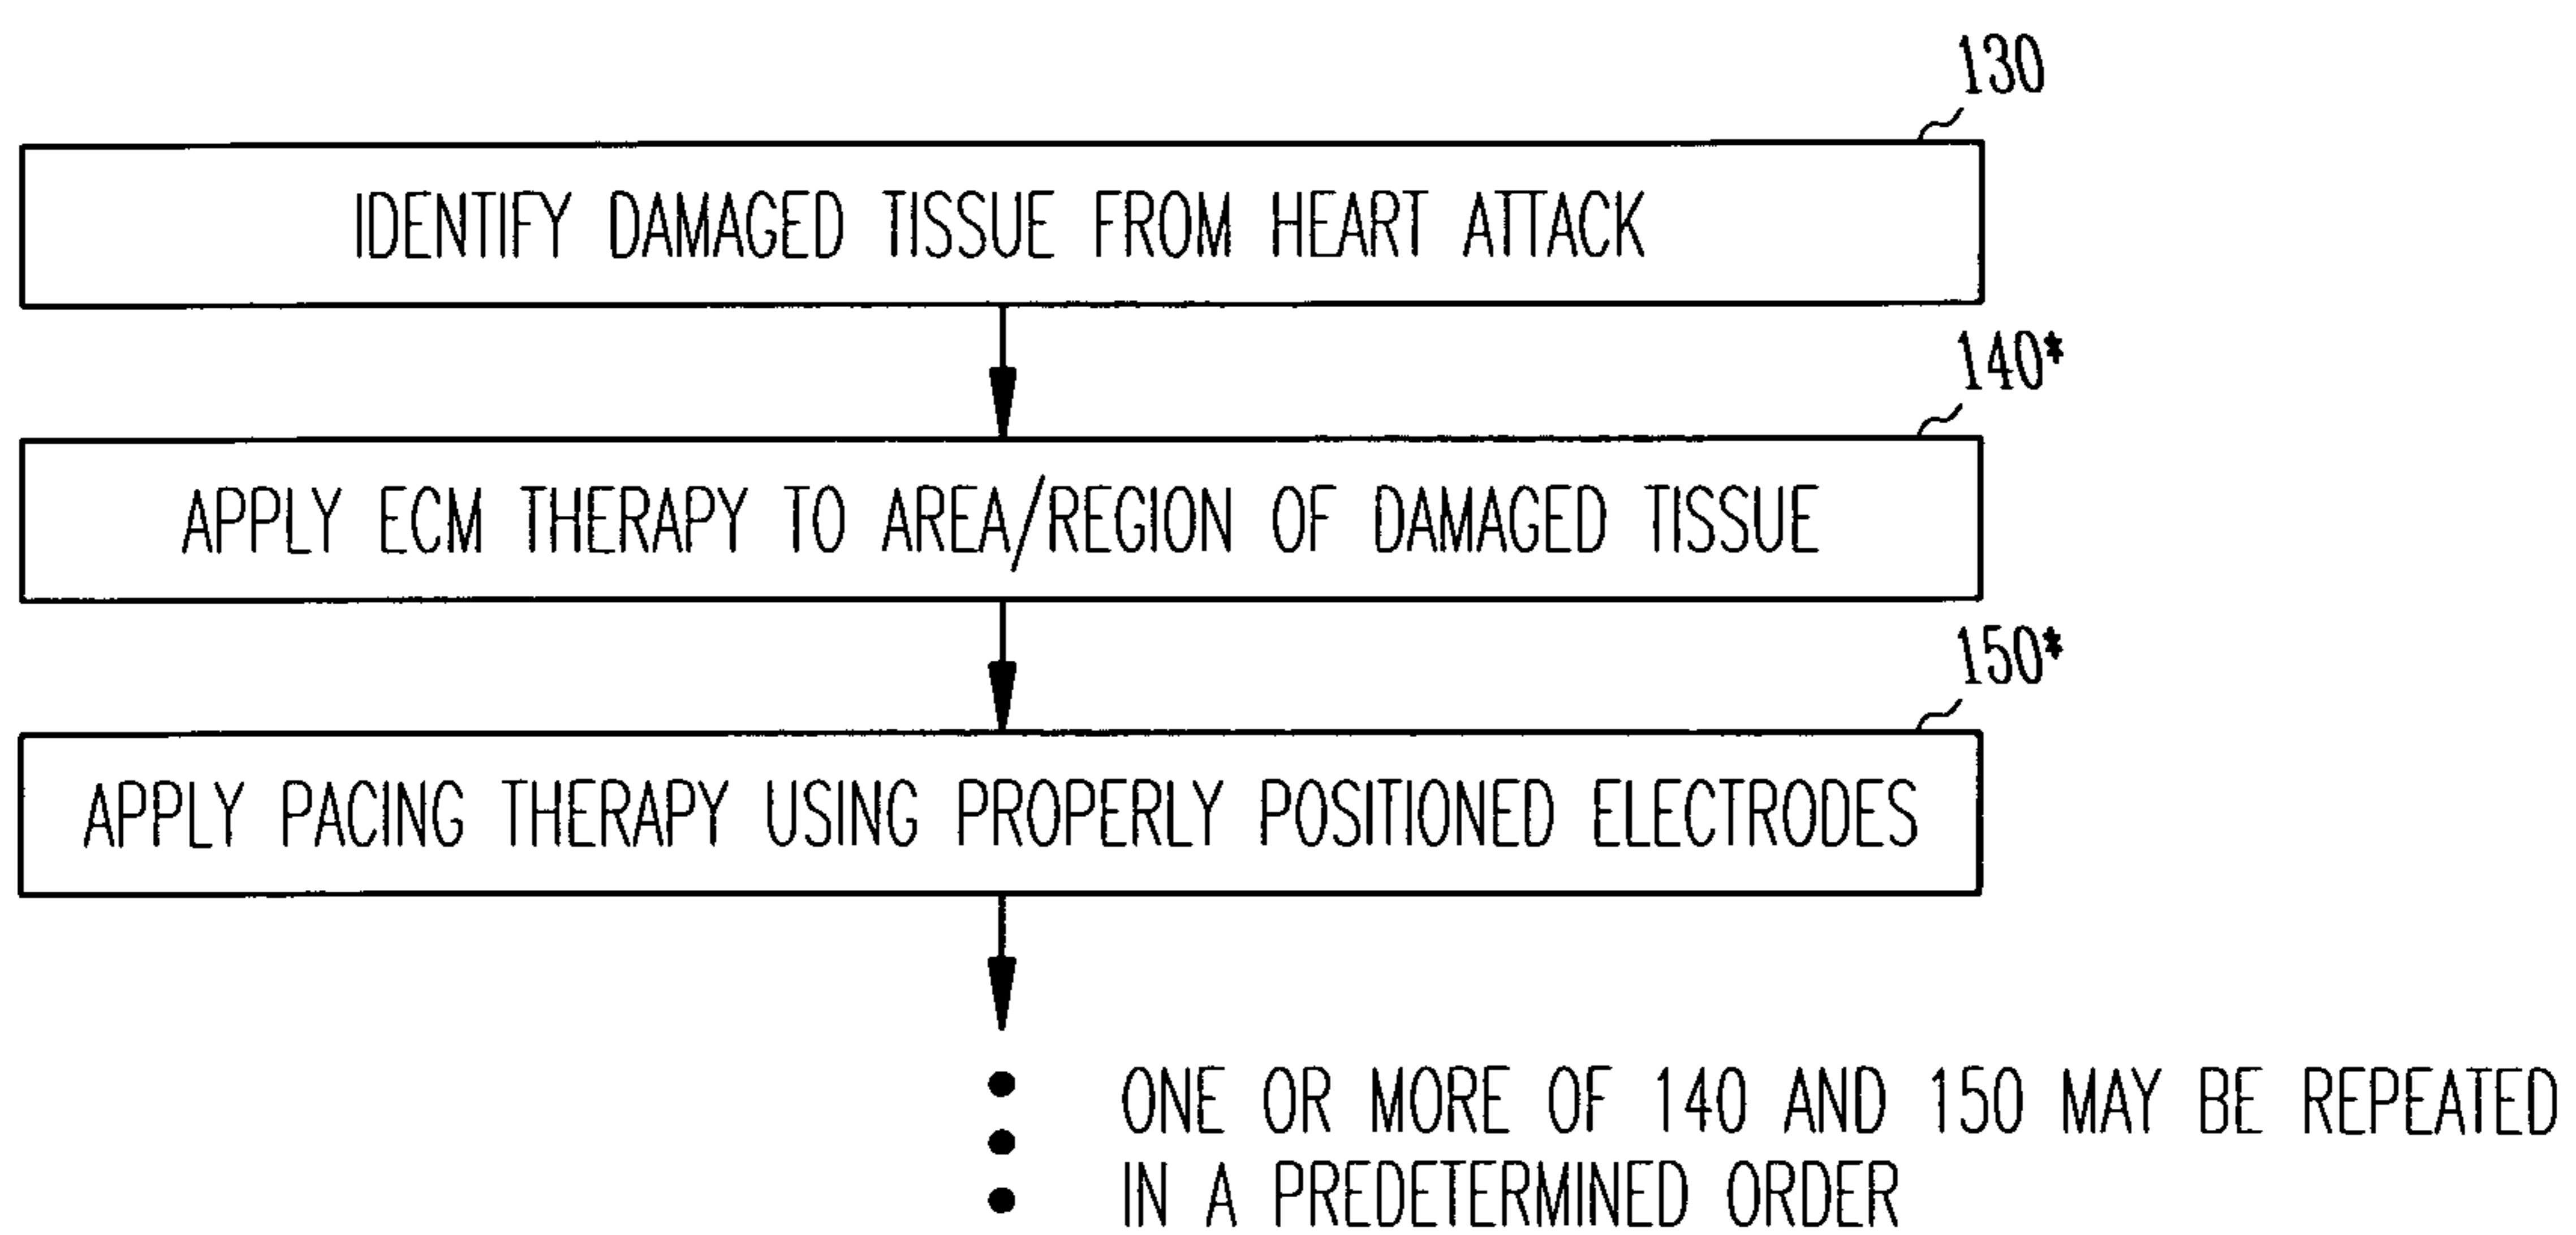 130
IDENTIFY DAMAGED TISSUE FROM HEART ATTACK
140*
APPLY ECM THERAPY TO AREA/REGION OF DAMAGED TISSUE
150*
APPLY PACING THERAPY USING PROPERLY POSITIONED ELECTRODES
ONE OR MORE OF 140 AND 150 MAY BE REPEATED
IN A PREDETERMINED ORDER